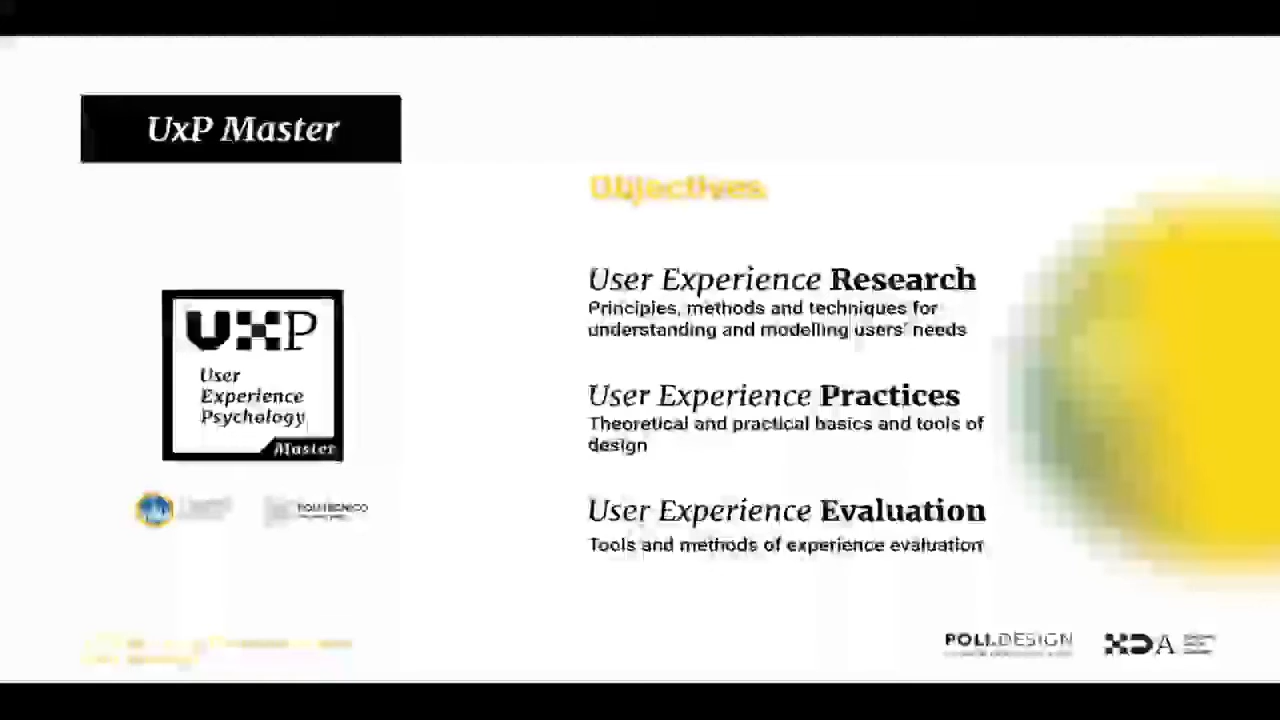 UxP Master
Objectives
User Experience Research
Principles, methods and techniques for
understanding and modelling users' needs
User Experience Practices
Theoretical and practical basics and tools of
design
User Experience Evaluation
Tools and methods of experience evaluation
UXP
User
Experience
Psychology
Master
POLITECNICO
POLI.DESIGN
XDA